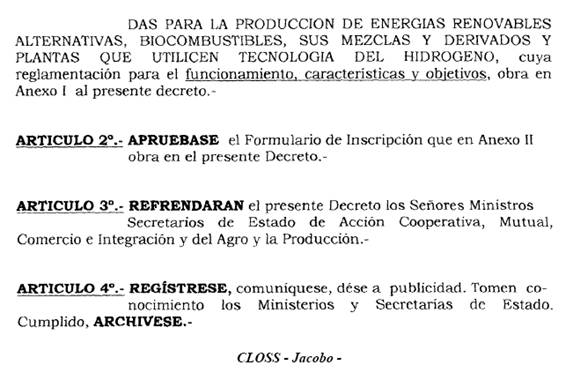 DAS PARA LA PRODUCCION DE ENERGIAS RENOVABLES
ALTERNATIVAS, BIOCOMBUSTIBLES, SUS MEZCLAS Y DERIVADOS Y
PLANTAS QUE UTILICEN TECNOLOGIA DEL HIDROGENO, cuya
reglamentación para el funcionamiento, características y objetivos, obra en
Anexo I al presente decreto.-
ARTICULO 2º.- APRUEBASE el Formulario de Inscripción que en Anexo II
obra en el presente Decreto.-
ARTICULO 3º.- REFRENDARAN el presente Decreto los Señores Ministros
Secretarios de Estado de Acción Cooperativa, Mutual,
Comercio e Integración y del Agro y la Producción.-
ARTICULO 4º.- REGÍSTRESE, comuníquese, dése a publicidad. Tomen co-
nocimiento los Ministerios y Secretarías de Estado.
Cumplido, ARCHIVESE.-
CLOSS - Jacobo -